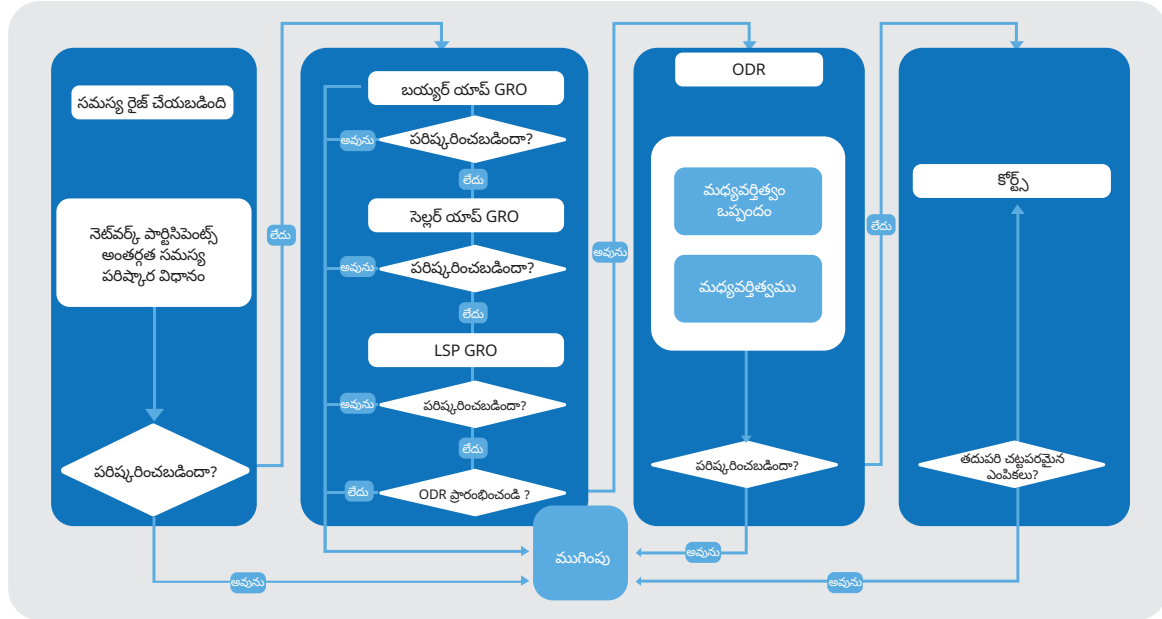 సమస్య రైజ్ చేయబడింది
నెట్‌వర్క్ పార్టిసిపెంట్స్
అంతర్గత సమస్య
పరిష్కార విధానం
పరిష్కరించబడిందా?
లేదు
అవును
బయ్యర్ యాప్ GRO
పరిష్కరించబడిందా?
అవును
లేదు
సెల్లర్ యాప్ GRO
పరిష్కరించబడిందా?
అవును
లేదు
LSP GRO
పరిష్కరించబడిందా?
అవును
లేదు
ODR ప్రారంభించండి ?
లేదు
అవును
ODR
మధ్యవర్తిత్వం
ఒప్పందం
మధ్యవర్తిత్వము
పరిష్కరించబడిందా?
లేదు
అవును
కోర్ట్స్
తదుపరి చట్టపరమైన
ఎంపికలు?
అవును
ముగింపు